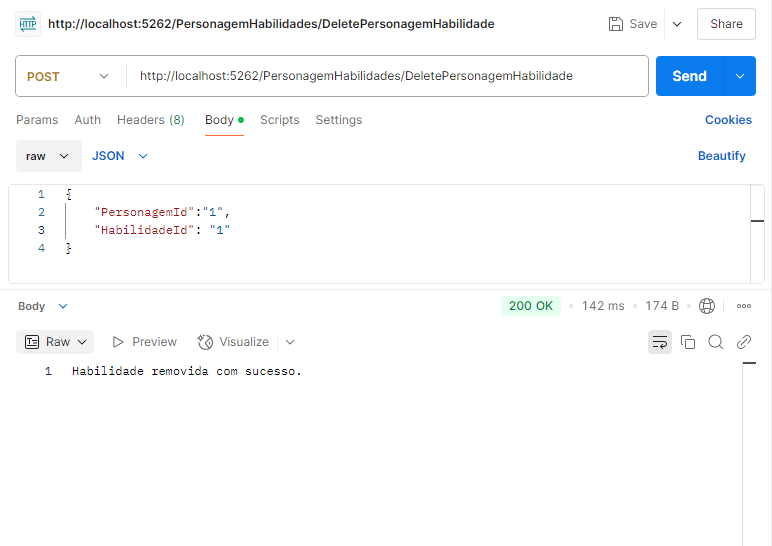 HTTP http://localhost:5262/PersonagemHabilidades/DeletePersonagemHabilidade Save Share
POST http://localhost:5262/PersonagemHabilidades/DeletePersonagemHabilidade Send
Params Auth Headers (8) Body Scripts Settings Cookies
raw JSON Beautify
1 {
2 "PersonagemId":"1",
3 "HabilidadeId": "1"
4 }
Body 200 OK 142 ms 174 B
Raw Preview Visualize
1 Habilidade removida com sucesso.